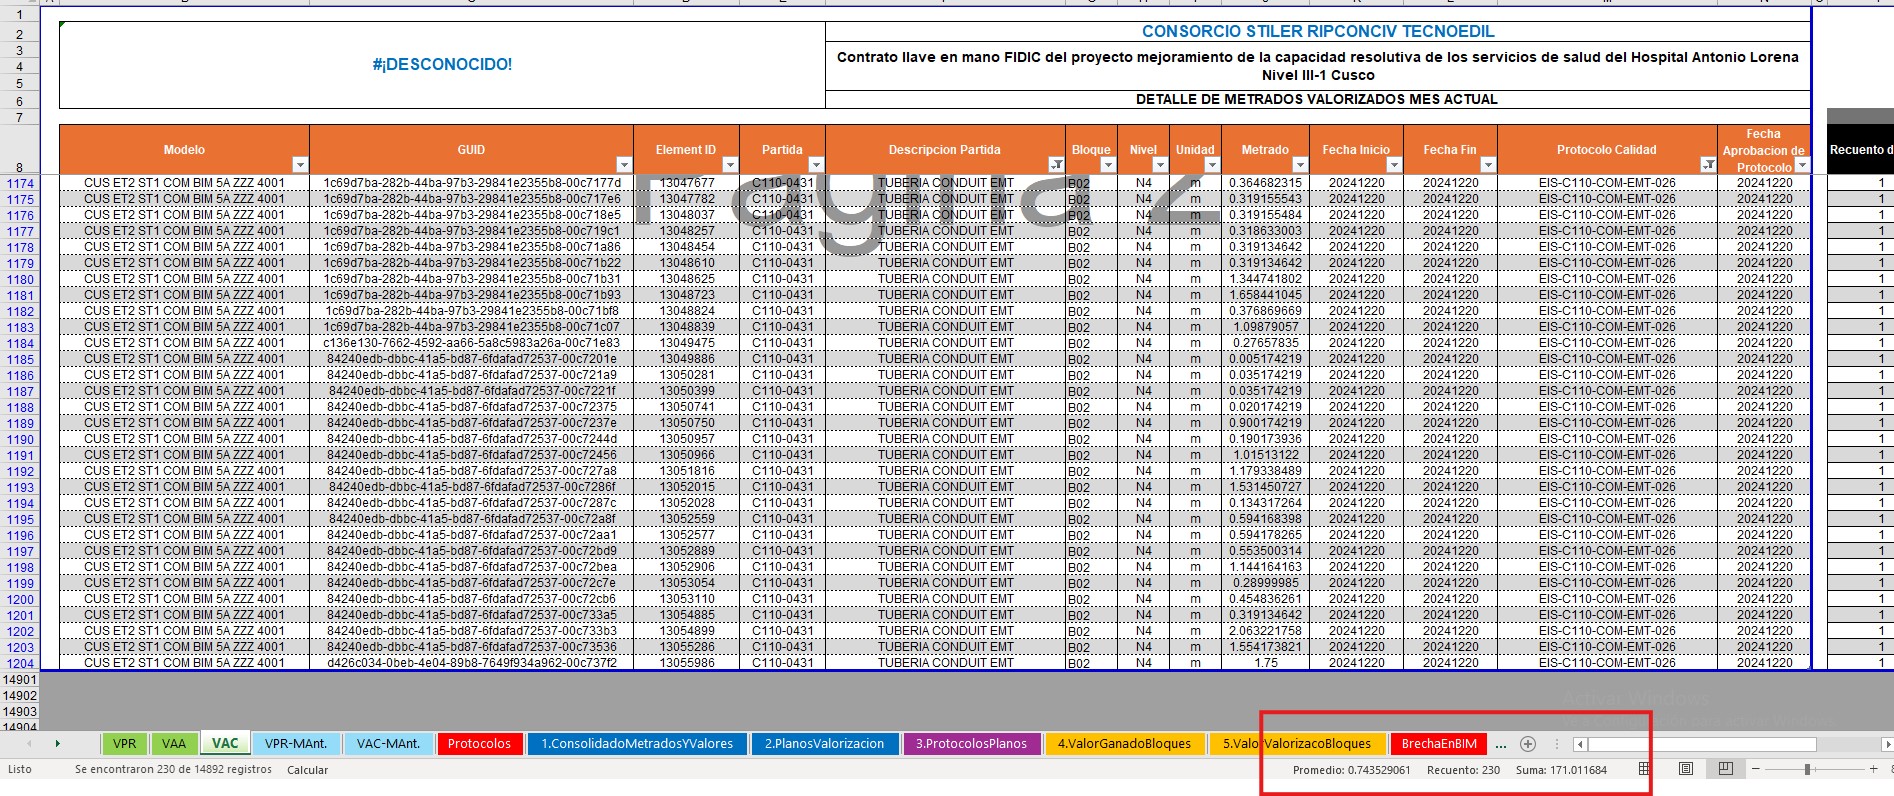 1
2
CONSORCIO STILER RIPCONCIV TECNOEDIL
3
4
5
#¡DESCONOCIDO!
Contrato llave en mano FIDIC del proyecto mejoramiento de la capacidad resolutiva de los servicios de salud del Hospital Antonio Lorena
Nivel III-1 Cusco
6
DETALLE DE METRADOS VALORIZADOS MES ACTUAL
7
8 Modelo GUID Element ID Partida Descripcion Partida Bloque Nivel Unidad Metrado Fecha Inicio Fecha Fin Protocolo Calidad Fecha Aprobacion de Protocolo Recuento d
Pagina 2
1174 CUS ET2 ST1 COM BIM 5A ZZZ 4001 1c69d7ba-282b-44ba-97b3-29841e2355b8-00c7177d 13047677 C110-0431 TUBERIA CONDUIT EMT B02 N4 m 0.364682315 20241220 20241220 EIS-C110-COM-EMT-026 20241220 1
1175 CUS ET2 ST1 COM BIM 5A ZZZ 4001 1c69d7ba-282b-44ba-97b3-29841e2355b8-00c717e6 13047782 C110-0431 TUBERIA CONDUIT EMT B02 N4 m 0.319155543 20241220 20241220 EIS-C110-COM-EMT-026 20241220 1
1176 CUS ET2 ST1 COM BIM 5A ZZZ 4001 1c69d7ba-282b-44ba-97b3-29841e2355b8-00c718e5 13048037 C110-0431 TUBERIA CONDUIT EMT B02 N4 m 0.319155484 20241220 20241220 EIS-C110-COM-EMT-026 20241220 1
1177 CUS ET2 ST1 COM BIM 5A ZZZ 4001 1c69d7ba-282b-44ba-97b3-29841e2355b8-00c719c1 13048257 C110-0431 TUBERIA CONDUIT EMT B02 N4 m 0.318633003 20241220 20241220 EIS-C110-COM-EMT-026 20241220 1
1178 CUS ET2 ST1 COM BIM 5A ZZZ 4001 1c69d7ba-282b-44ba-97b3-29841e2355b8-00c71a86 13048454 C110-0431 TUBERIA CONDUIT EMT B02 N4 m 0.319134642 20241220 20241220 EIS-C110-COM-EMT-026 20241220 1
1179 CUS ET2 ST1 COM BIM 5A ZZZ 4001 1c69d7ba-282b-44ba-97b3-29841e2355b8-00c71b22 13048610 C110-0431 TUBERIA CONDUIT EMT B02 N4 m 0.319134642 20241220 20241220 EIS-C110-COM-EMT-026 20241220 1
1180 CUS ET2 ST1 COM BIM 5A ZZZ 4001 1c69d7ba-282b-44ba-97b3-29841e2355b8-00c71b31 13048625 C110-0431 TUBERIA CONDUIT EMT B02 N4 m 1.344741802 20241220 20241220 EIS-C110-COM-EMT-026 20241220 1
1181 CUS ET2 ST1 COM BIM 5A ZZZ 4001 1c69d7ba-282b-44ba-97b3-29841e2355b8-00c71b93 13048723 C110-0431 TUBERIA CONDUIT EMT B02 N4 m 1.658441045 20241220 20241220 EIS-C110-COM-EMT-026 20241220 1
1182 CUS ET2 ST1 COM BIM 5A ZZZ 4001 1c69d7ba-282b-44ba-97b3-29841e2355b8-00c71bf8 13048824 C110-0431 TUBERIA CONDUIT EMT B02 N4 m 0.376869669 20241220 20241220 EIS-C110-COM-EMT-026 20241220 1
1183 CUS ET2 ST1 COM BIM 5A ZZZ 4001 1c69d7ba-282b-44ba-97b3-29841e2355b8-00c71c07 13048839 C110-0431 TUBERIA CONDUIT EMT B02 N4 m 1.09879057 20241220 20241220 EIS-C110-COM-EMT-026 20241220 1
1184 CUS ET2 ST1 COM BIM 5A ZZZ 4001 c136e130-7662-4592-aa66-5a8c5983a26a-00c71e83 13049475 C110-0431 TUBERIA CONDUIT EMT B02 N4 m 0.27657835 20241220 20241220 EIS-C110-COM-EMT-026 20241220 1
1185 CUS ET2 ST1 COM BIM 5A ZZZ 4001 84240edb-dbbc-41a5-bd87-6fdafad72537-00c7201e 13049886 C110-0431 TUBERIA CONDUIT EMT B02 N4 m 0.005174219 20241220 20241220 EIS-C110-COM-EMT-026 20241220 1
1186 CUS ET2 ST1 COM BIM 5A ZZZ 4001 84240edb-dbbc-41a5-bd87-6fdafad72537-00c721a9 13050281 C110-0431 TUBERIA CONDUIT EMT B02 N4 m 0.035174219 20241220 20241220 EIS-C110-COM-EMT-026 20241220 1
1187 CUS ET2 ST1 COM BIM 5A ZZZ 4001 84240edb-dbbc-41a5-bd87-6fdafad72537-00c7221f 13050399 C110-0431 TUBERIA CONDUIT EMT B02 N4 m 0.035174219 20241220 20241220 EIS-C110-COM-EMT-026 20241220 1
1188 CUS ET2 ST1 COM BIM 5A ZZZ 4001 84240edb-dbbc-41a5-bd87-6fdafad72537-00c72375 13050741 C110-0431 TUBERIA CONDUIT EMT B02 N4 m 0.020174219 20241220 20241220 EIS-C110-COM-EMT-026 20241220 1
1189 CUS ET2 ST1 COM BIM 5A ZZZ 4001 84240edb-dbbc-41a5-bd87-6fdafad72537-00c7237e 13050750 C110-0431 TUBERIA CONDUIT EMT B02 N4 m 0.900174219 20241220 20241220 EIS-C110-COM-EMT-026 20241220 1
1190 CUS ET2 ST1 COM BIM 5A ZZZ 4001 84240edb-dbbc-41a5-bd87-6fdafad72537-00c7244d 13050957 C110-0431 TUBERIA CONDUIT EMT B02 N4 m 0.190173936 20241220 20241220 EIS-C110-COM-EMT-026 20241220 1
1191 CUS ET2 ST1 COM BIM 5A ZZZ 4001 84240edb-dbbc-41a5-bd87-6fdafad72537-00c72456 13050966 C110-0431 TUBERIA CONDUIT EMT B02 N4 m 1.01513122 20241220 20241220 EIS-C110-COM-EMT-026 20241220 1
1192 CUS ET2 ST1 COM BIM 5A ZZZ 4001 84240edb-dbbc-41a5-bd87-6fdafad72537-00c727a8 13051816 C110-0431 TUBERIA CONDUIT EMT B02 N4 m 1.179338489 20241220 20241220 EIS-C110-COM-EMT-026 20241220 1
1193 CUS ET2 ST1 COM BIM 5A ZZZ 4001 84240edb-dbbc-41a5-bd87-6fdafad72537-00c7286f 13052015 C110-0431 TUBERIA CONDUIT EMT B02 N4 m 1.531450727 20241220 20241220 EIS-C110-COM-EMT-026 20241220 1
1194 CUS ET2 ST1 COM BIM 5A ZZZ 4001 84240edb-dbbc-41a5-bd87-6fdafad72537-00c7287c 13052028 C110-0431 TUBERIA CONDUIT EMT B02 N4 m 0.134317264 20241220 20241220 EIS-C110-COM-EMT-026 20241220 1
1195 CUS ET2 ST1 COM BIM 5A ZZZ 4001 84240edb-dbbc-41a5-bd87-6fdafad72537-00c72a8f 13052559 C110-0431 TUBERIA CONDUIT EMT B02 N4 m 0.594168398 20241220 20241220 EIS-C110-COM-EMT-026 20241220 1
1196 CUS ET2 ST1 COM BIM 5A ZZZ 4001 84240edb-dbbc-41a5-bd87-6fdafad72537-00c72aa1 13052577 C110-0431 TUBERIA CONDUIT EMT B02 N4 m 0.594178265 20241220 20241220 EIS-C110-COM-EMT-026 20241220 1
1197 CUS ET2 ST1 COM BIM 5A ZZZ 4001 84240edb-dbbc-41a5-bd87-6fdafad72537-00c72bd9 13052889 C110-0431 TUBERIA CONDUIT EMT B02 N4 m 0.553500314 20241220 20241220 EIS-C110-COM-EMT-026 20241220 1
1198 CUS ET2 ST1 COM BIM 5A ZZZ 4001 84240edb-dbbc-41a5-bd87-6fdafad72537-00c72bea 13052906 C110-0431 TUBERIA CONDUIT EMT B02 N4 m 1.144164163 20241220 20241220 EIS-C110-COM-EMT-026 20241220 1
1199 CUS ET2 ST1 COM BIM 5A ZZZ 4001 84240edb-dbbc-41a5-bd87-6fdafad72537-00c72c7e 13053054 C110-0431 TUBERIA CONDUIT EMT B02 N4 m 0.28999985 20241220 20241220 EIS-C110-COM-EMT-026 20241220 1
1200 CUS ET2 ST1 COM BIM 5A ZZZ 4001 84240edb-dbbc-41a5-bd87-6fdafad72537-00c72cb6 13053110 C110-0431 TUBERIA CONDUIT EMT B02 N4 m 0.454836261 20241220 20241220 EIS-C110-COM-EMT-026 20241220 1
1201 CUS ET2 ST1 COM BIM 5A ZZZ 4001 84240edb-dbbc-41a5-bd87-6fdafad72537-00c733a5 13054885 C110-0431 TUBERIA CONDUIT EMT B02 N4 m 0.319134642 20241220 20241220 EIS-C110-COM-EMT-026 20241220 1
1202 CUS ET2 ST1 COM BIM 5A ZZZ 4001 84240edb-dbbc-41a5-bd87-6fdafad72537-00c733b3 13054899 C110-0431 TUBERIA CONDUIT EMT B02 N4 m 2.063221758 20241220 20241220 EIS-C110-COM-EMT-026 20241220 1
1203 CUS ET2 ST1 COM BIM 5A ZZZ 4001 84240edb-dbbc-41a5-bd87-6fdafad72537-00c73536 13055286 C110-0431 TUBERIA CONDUIT EMT B02 N4 m 1.554173821 20241220 20241220 EIS-C110-COM-EMT-026 20241220 1
1204 CUS ET2 ST1 COM BIM 5A ZZZ 4001 d426c034-0beb-4e04-89b8-7649f934a962-00c737f2 13055986 C110-0431 TUBERIA CONDUIT EMT B02 N4 m 1.75 20241220 20241220 EIS-C110-COM-EMT-026 20241220 1
14901
14902
Activar Windows
14903
14904
VPR VAA VAC VPR-MAnt. VAC-MAnt. Protocolos 1.ConsolidadoMetradosYValores 2.PlanosValorizacion 3.ProtocolosPlanos 4.ValorGanadoBloques 5.ValorValorizacoBloques BrechaEnBIM ...
Listo Se encontraron 230 de 14892 registros Calcular Promedio: 0.743529061 Recuento: 230 Suma: 171.011684